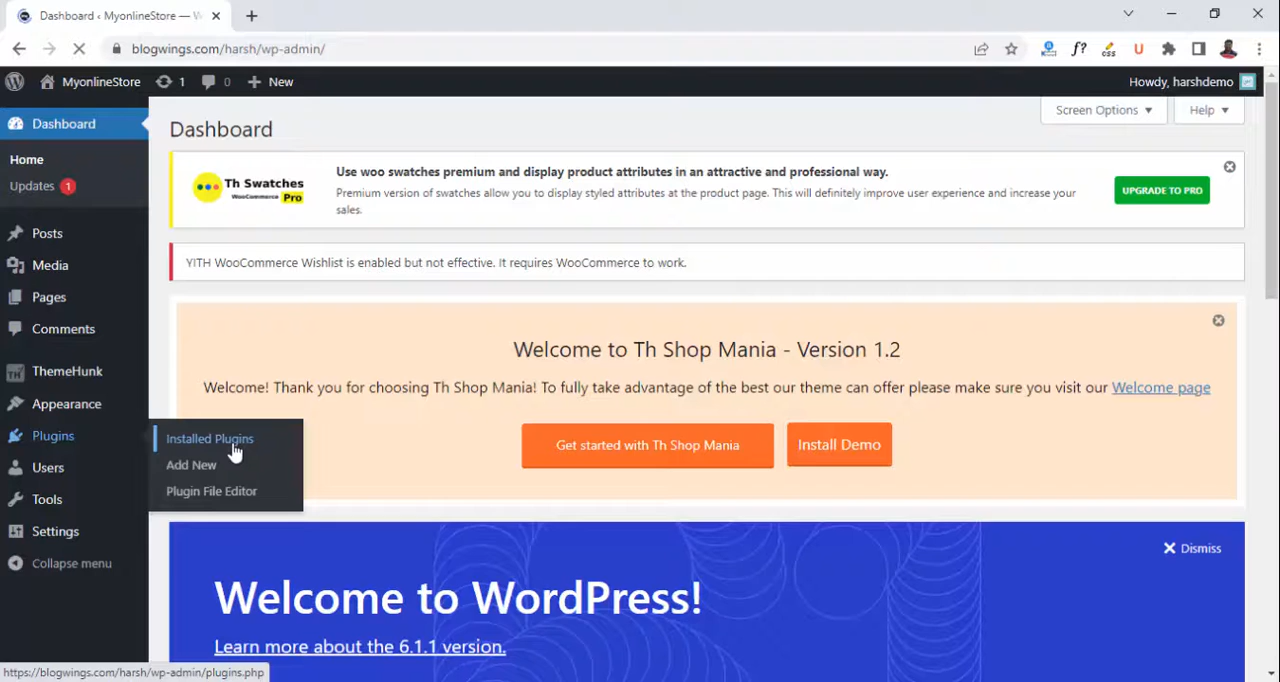 Dashboard ‹ MyonlineStore — W
blogwings.com/harsh/wp-admin/
f?
css
U
MyonlineStore
1
0
New
Howdy, harshdemo
Dashboard
Home
Updates 1
Posts
Media
Pages
Comments
TH ThemeHunk
Appearance
Plugins
Users
Tools
Settings
Collapse menu
Installed Plugins
Add New
Plugin File Editor
Screen Options
Help
Dashboard
Th Swatches
WooCommerce Pro
Use woo swatches premium and display product attributes in an attractive and professional way.
Premium version of swatches allow you to display styled attributes at the product page. This will definitely improve user experience and increase your
sales.
UPGRADE TO PRO
YITH WooCommerce Wishlist is enabled but not effective. It requires WooCommerce to work.
Welcome to Th Shop Mania - Version 1.2
Welcome! Thank you for choosing Th Shop Mania! To fully take advantage of the best our theme can offer please make sure you visit our Welcome page
Get started with Th Shop Mania
Install Demo
Dismiss
Welcome to WordPress!
Learn more about the 6.1.1 version.
https://blogwings.com/harsh/wp-admin/plugins.php